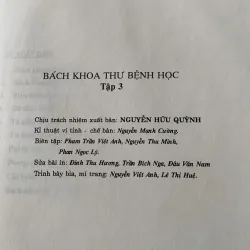 BÁCH KHOA THƯ BỆNH HỌC
Tập 3
Chịu trách nhiệm xuất bản: NGUYỄN HỮU QUỲNH
Kĩ thuật vi tính - chế bản: Nguyễn Mạnh Cường.
Biên tập: Phạm Trần Việt Anh, Nguyễn Thu Minh,
Phan Ngọc Lý.
Sửa bài in: Đinh Thu Hương, Trần Bích Nga, Đậu Văn Nam
Trình bày bìa, mi trang: Nguyễn Việt Anh, Lê Thị Huệ.